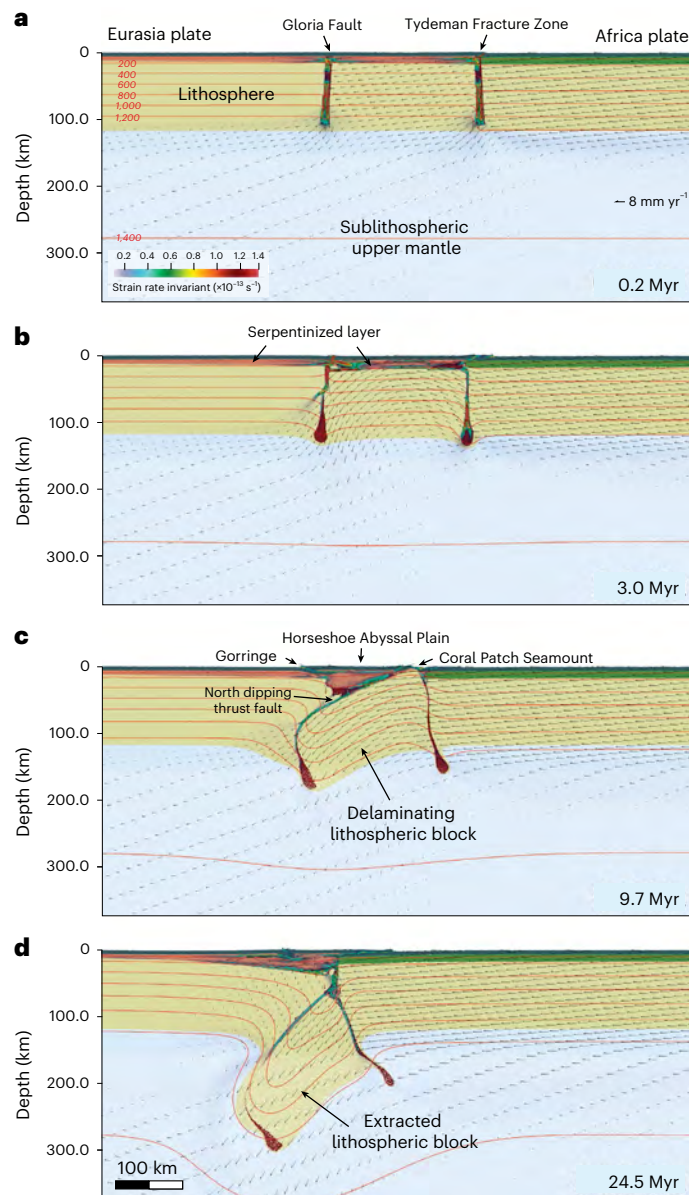 a
Eurasia plate
Gloria Fault
Tydeman Fracture Zone
Africa plate
0
200
400
600
800
1,000
1,200
Lithosphere
100.0
200.0
Depth (km)
8 mm yr⁻¹
1,400
Sublithospheric
upper mantle
300.0
0.2 0.4 0.6 0.8 1.0 1.2 1.4
Strain rate invariant (×10⁻¹³ s⁻¹)
0.2 Myr
b
Serpentinized layer
0
100.0
200.0
300.0
Depth (km)
3.0 Myr
c
Horseshoe Abyssal Plain
Gorringe
Coral Patch Seamount
0
North dipping
thrust fault
100.0
200.0
300.0
Depth (km)
Delaminating
lithospheric block
9.7 Myr
d
0
100.0
200.0
300.0
Depth (km)
Extracted
lithospheric block
100 km
24.5 Myr